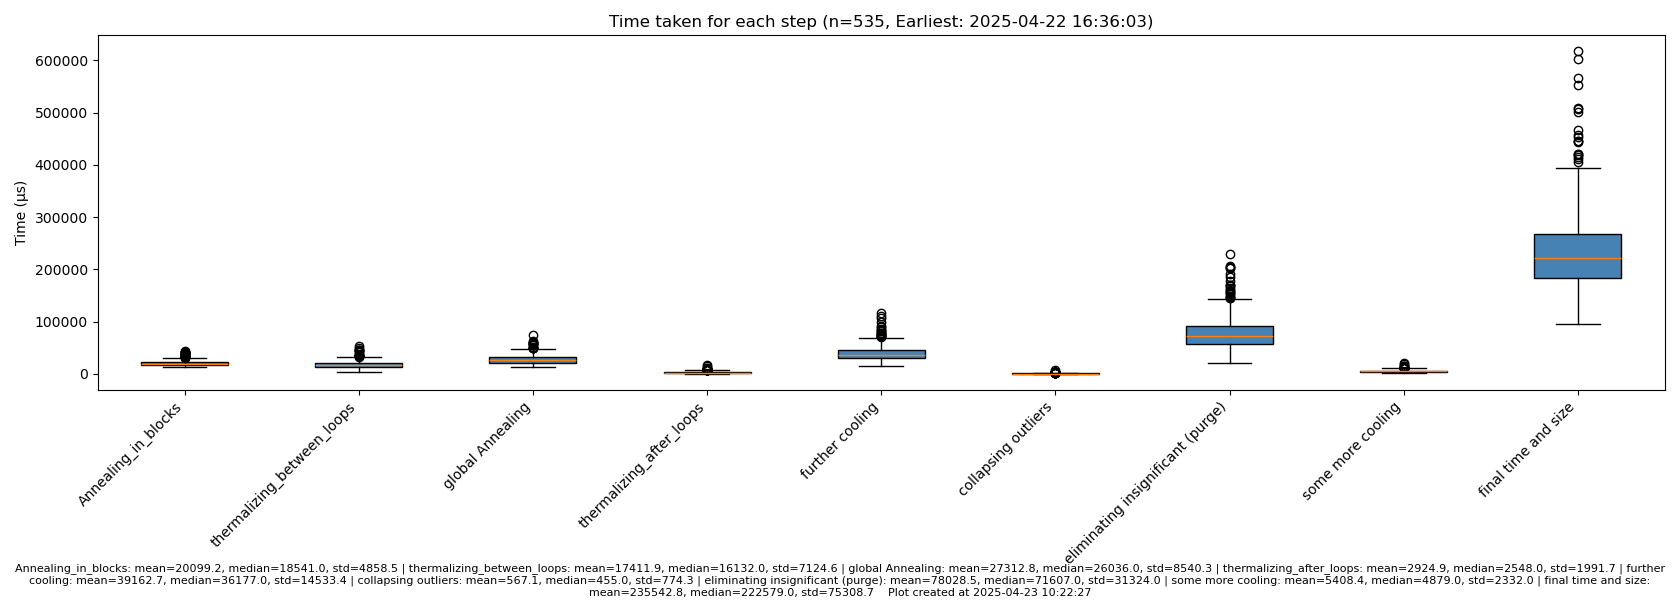 Time taken for each step (n=535, Earliest: 2025-04-22 16:36:03)
Time (µs)
600000
500000
400000
300000
200000
100000
0
Annealing_in_blocks
thermalizing_between_loops
global Annealing
thermalizing_after_loops
further cooling
collapsing outliers
eliminating insignificant (purge)
some more cooling
final time and size
Annealing_in_blocks: mean=20099.2, median=18541.0, std=4858.5 | thermalizing_between_loops: mean=17411.9, median=16132.0, std=7124.6 | global Annealing: mean=27312.8, median=26036.0, std=8540.3 | thermalizing_after_loops: mean=2924.9, median=2548.0, std=1991.7 | further
cooling: mean=39162.7, median=36177.0, std=14533.4 | collapsing outliers: mean=567.1, median=455.0, std=774.3 | eliminating insignificant (purge): mean=78028.5, median=71607.0, std=31324.0 | some more cooling: mean=5408.4, median=4879.0, std=2332.0 | final time and size:
mean=235542.8, median=222579.0, std=75308.7    Plot created at 2025-04-23 10:22:27